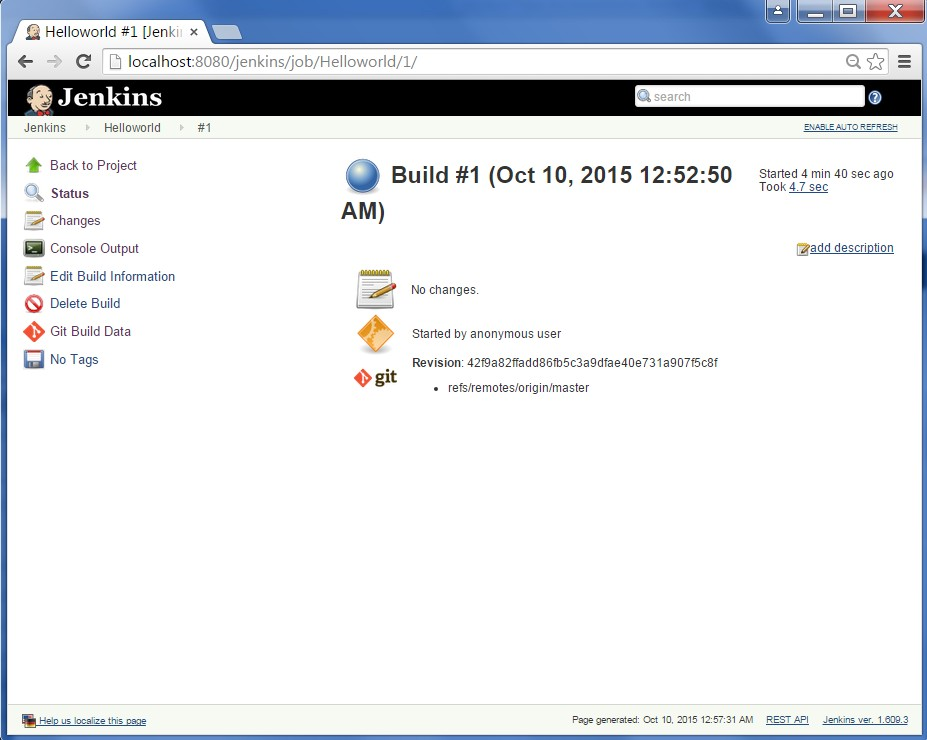 Helloworld #1 [Jenki
localhost:8080/jenkins/job/Helloworld/1/
Jenkins
search
Jenkins Helloworld #1
ENABLE AUTO REFRESH
Back to Project
Status
Changes
Console Output
Edit Build Information
Delete Build
Git Build Data
No Tags
Build #1 (Oct 10, 2015 12:52:50
AM)
Started 4 min 40 sec ago
Took 4.7 sec
add description
No changes.
Started by anonymous user
git
Revision: 42f9a82ffadd86fb5c3a9dfae40e731a907f5c8f
refs/remotes/origin/master
Help us localize this page
Page generated: Oct 10, 2015 12:57:31 AM REST API Jenkins ver. 1.609.3